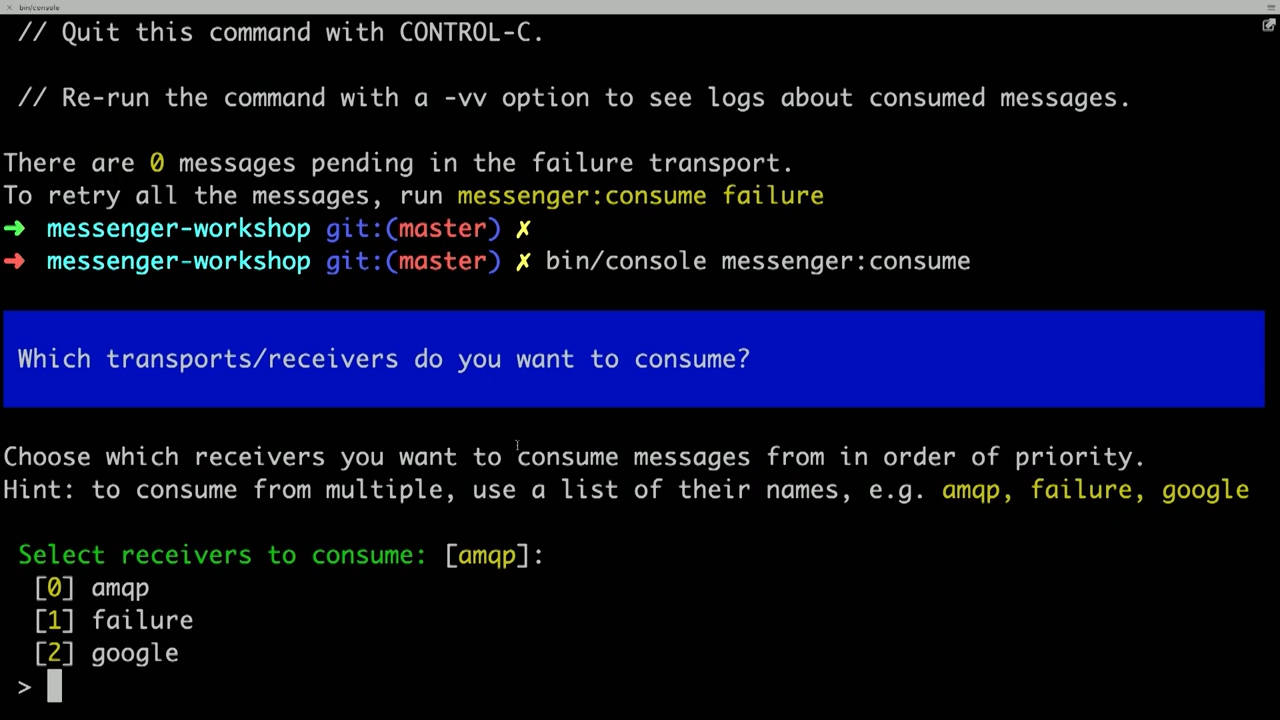 bin/console
// Quit this command with CONTROL-C.
// Re-run the command with a -vv option to see logs about consumed messages.
There are 0 messages pending in the failure transport.
To retry all the messages, run messenger:consume failure
➜ messenger-workshop git:(master) ✗
➜ messenger-workshop git:(master) ✗ bin/console messenger:consume
Which transports/receivers do you want to consume?
Choose which receivers you want to consume messages from in order of priority.
Hint: to consume from multiple, use a list of their names, e.g. amqp, failure, google
Select receivers to consume: [amqp]:
[0] amqp
[1] failure
[2] google
>